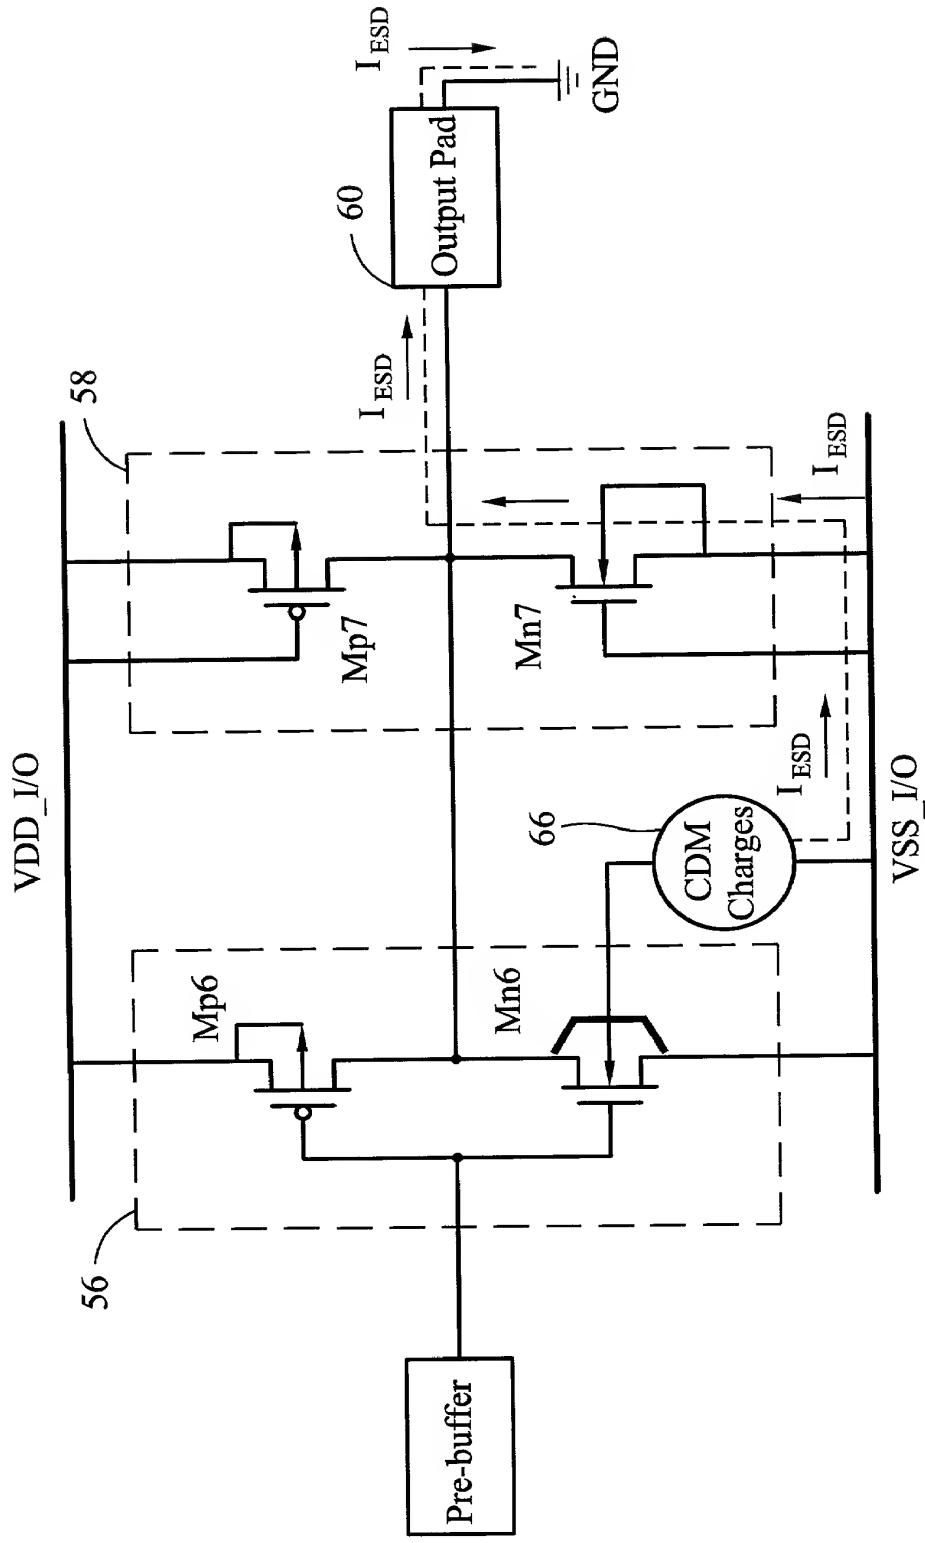 VDD_I/O
58
60
56
Mp6
Mp7
I ESD
I ESD
Pre-buffer
Output Pad
GND
Mn6
66
Mn7
CDM
Charges
I ESD
I ESD
VSS_I/O